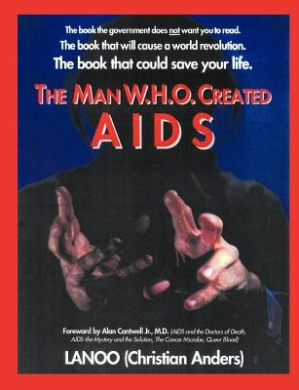 The book the government does not want you to read.
The book that will cause a world revolution.
The book that could save your life.
THE MAN W.H.O. CREATED
AIDS
Foreword by Alan Cantwell Jr., M.D. (AIDS and the Doctors of Death,
AIDS the Mystery and the Solution, The Cancer Microbe, Queer Blood)
LANOO (Christian Anders)